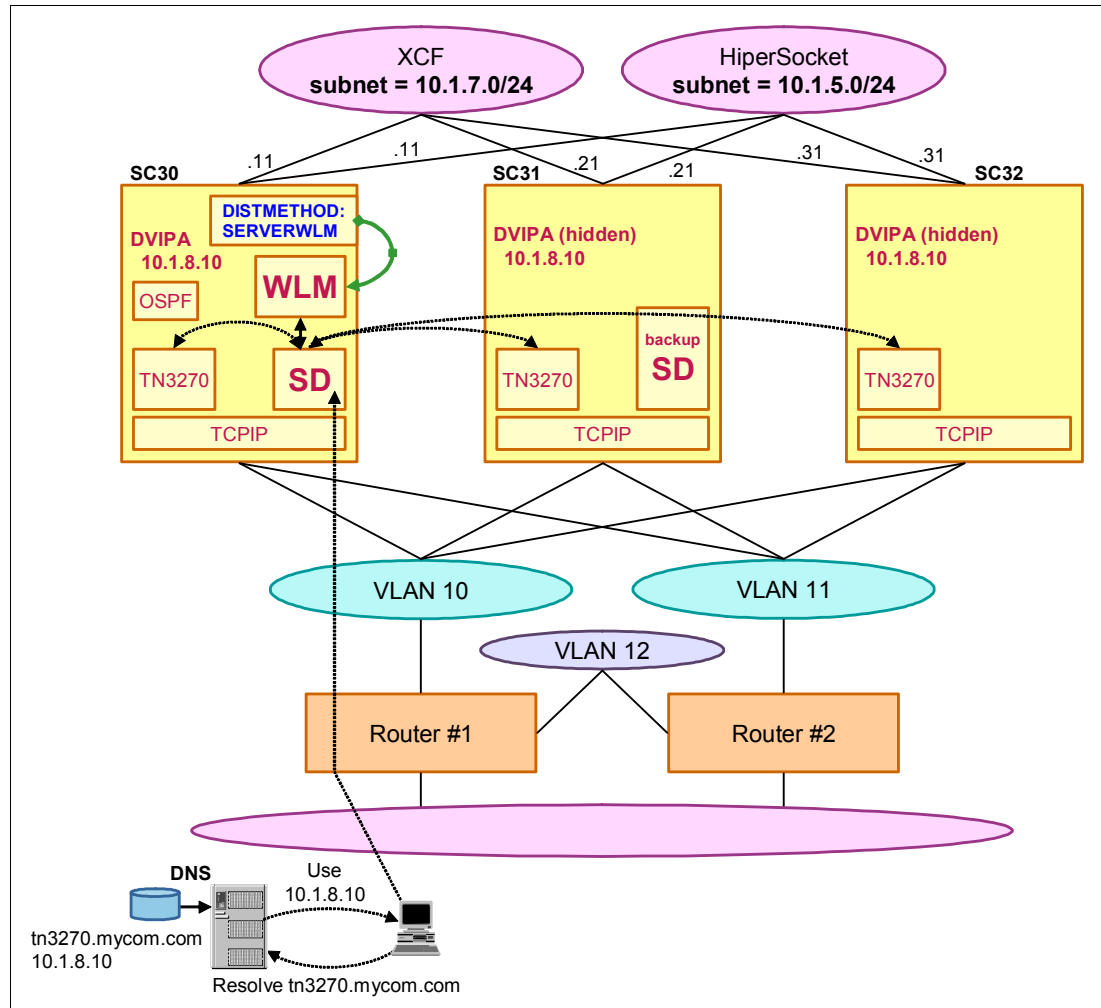 XCF
subnet = 10.1.7.0/24
HiperSocket
subnet = 10.1.5.0/24
.11
.11
.21
.21
.31
.31
SC30
SC31
SC32
DISTMETHOD:
SERVERWLM
DVIPA
10.1.8.10
WLM
OSPF
TN3270
SD
TCPIP
DVIPA (hidden)
10.1.8.10
backup
SD
TN3270
TCPIP
DVIPA (hidden)
10.1.8.10
TN3270
TCPIP
VLAN 10
VLAN 11
VLAN 12
Router #1
Router #2
DNS
Use
10.1.8.10
tn3270.mycom.com
10.1.8.10
Resolve tn3270.mycom.com